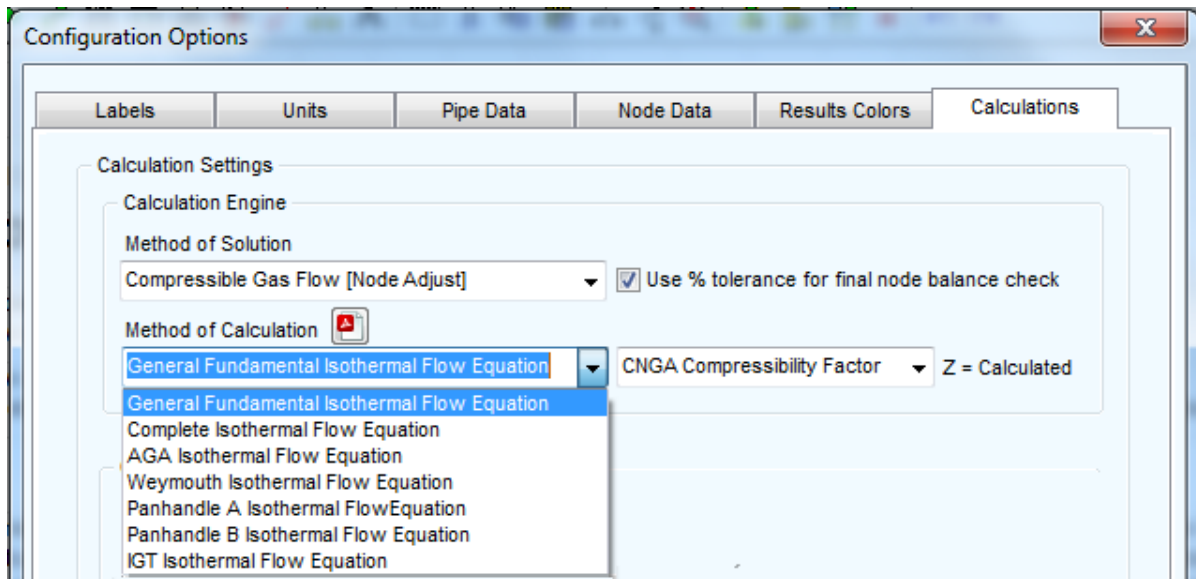 Configuration Options
Labels Units Pipe Data Node Data Results Colors Calculations
Calculation Settings
Calculation Engine
Method of Solution
Compressible Gas Flow [Node Adjust] Use % tolerance for final node balance check
Method of Calculation
General Fundamental Isothermal Flow Equation CNGA Compressibility Factor Z = Calculated
General Fundamental Isothermal Flow Equation
Complete Isothermal Flow Equation
AGA Isothermal Flow Equation
Weymouth Isothermal Flow Equation
Panhandle A Isothermal FlowEquation
Panhandle B Isothermal Flow Equation
IGT Isothermal Flow Equation